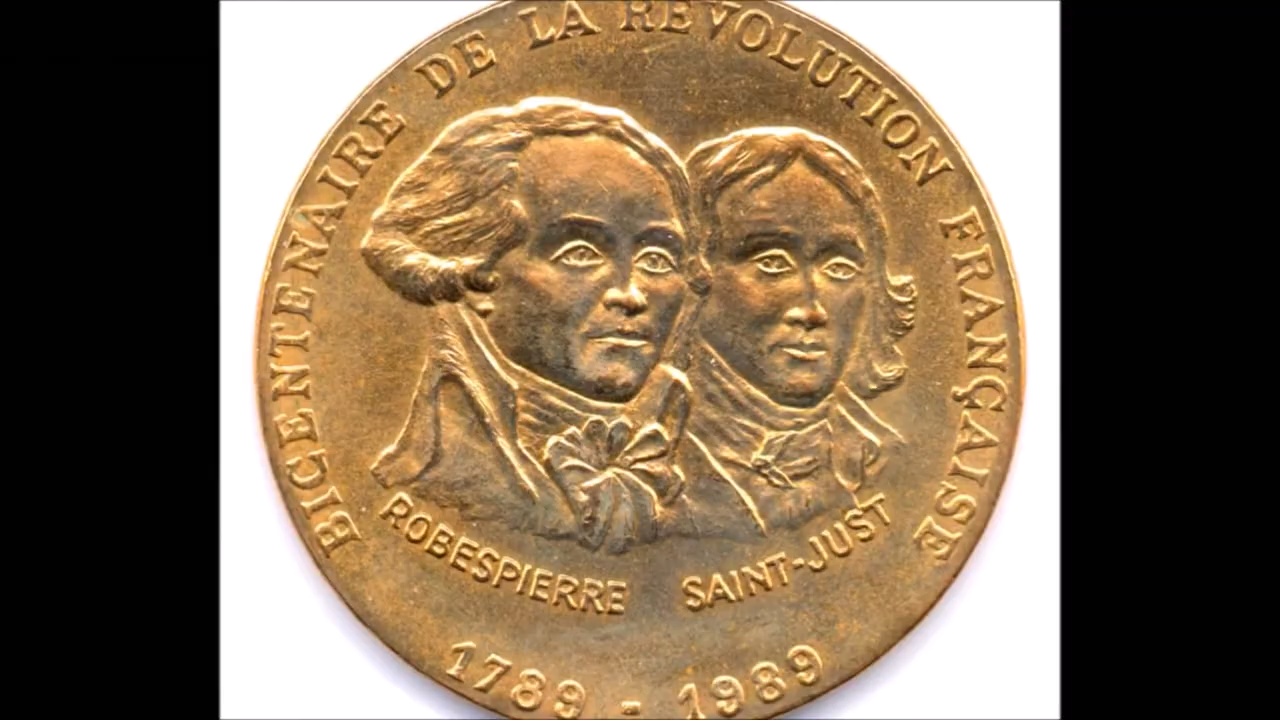 BICENTENAIRE DE LA REVOLUTION FRANÇAISE
ROBESPIERRE SAINT-JUST
1789 - 1989